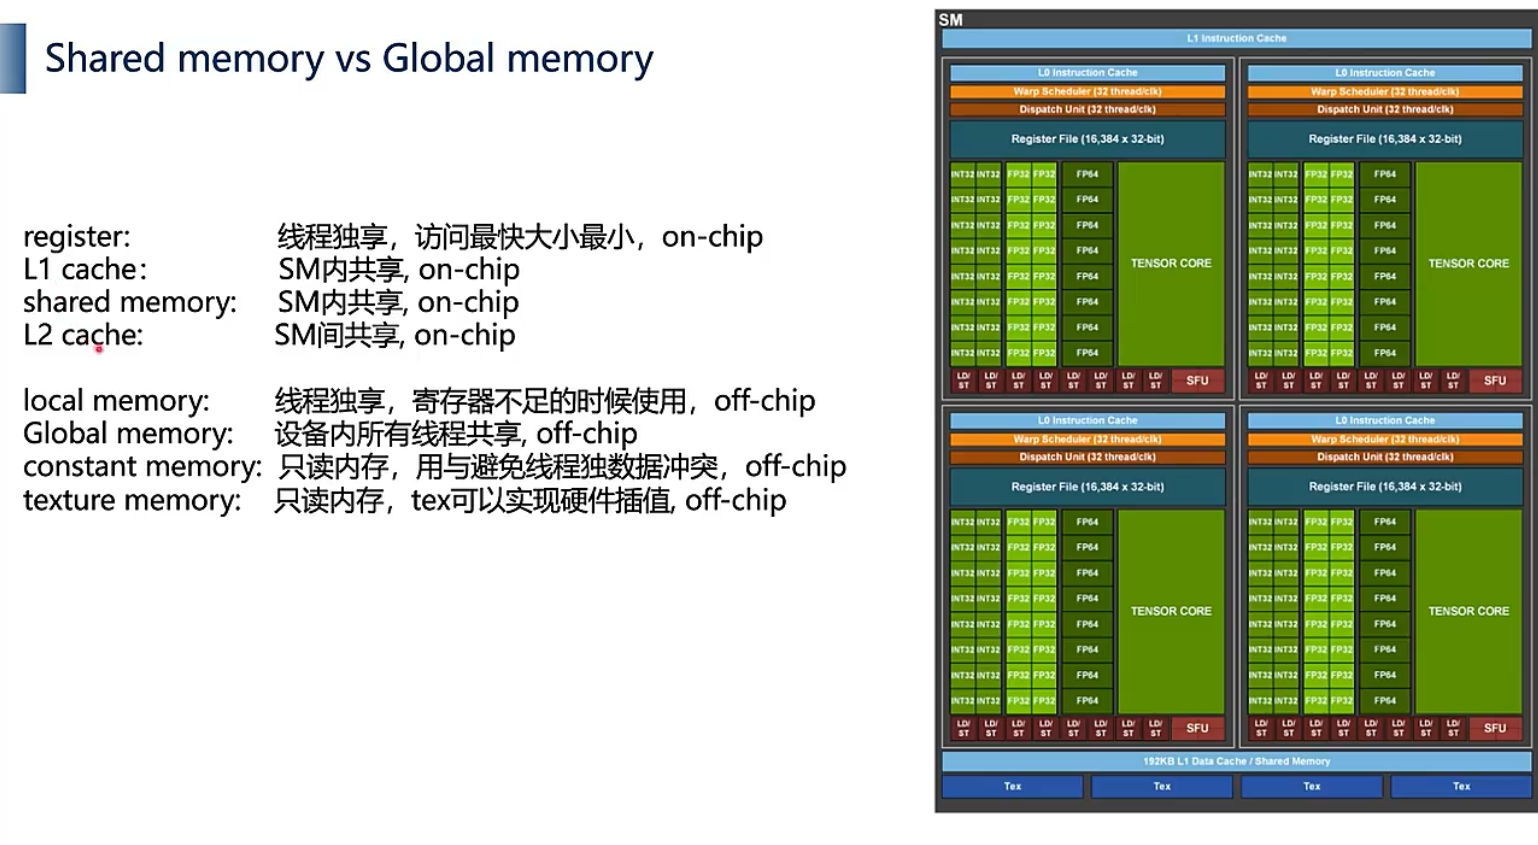 Shared memory vs Global memory
register: 线程独享，访问最快大小最小，on-chip
L1 cache： SM内共享, on-chip
shared memory: SM内共享, on-chip
L2 cache: SM间共享, on-chip
local memory: 线程独享，寄存器不足的时候使用，off-chip
Global memory: 设备内所有线程共享, off-chip
constant memory: 只读内存，用与避免线程独数据冲突，off-chip
texture memory: 只读内存，tex可以实现硬件插值, off-chip
SM
L1 Instruction Cache
L0 Instruction Cache L0 Instruction Cache
Warp Scheduler (32 thread/clk) Warp Scheduler (32 thread/clk)
Dispatch Unit (32 thread/clk) Dispatch Unit (32 thread/clk)
Register File (16,384 x 32-bit) Register File (16,384 x 32-bit)
INT32 INT32 FP32 FP32 FP64 INT32 INT32 FP32 FP32 FP64
INT32 INT32 FP32 FP32 FP64 INT32 INT32 FP32 FP32 FP64
INT32 INT32 FP32 FP32 FP64 INT32 INT32 FP32 FP32 FP64
INT32 INT32 FP32 FP32 FP64 INT32 INT32 FP32 FP32 FP64
TENSOR CORE TENSOR CORE
INT32 INT32 FP32 FP32 FP64 INT32 INT32 FP32 FP32 FP64
INT32 INT32 FP32 FP32 FP64 INT32 INT32 FP32 FP32 FP64
INT32 INT32 FP32 FP32 FP64 INT32 INT32 FP32 FP32 FP64
INT32 INT32 FP32 FP32 FP64 INT32 INT32 FP32 FP32 FP64
LD/ LD/ LD/ LD/ LD/ LD/ LD/ LD/ SFU LD/ LD/ LD/ LD/ LD/ LD/ LD/ LD/ SFU
ST ST ST ST ST ST ST ST ST ST ST ST ST ST ST ST
L0 Instruction Cache L0 Instruction Cache
Warp Scheduler (32 thread/clk) Warp Scheduler (32 thread/clk)
Dispatch Unit (32 thread/clk) Dispatch Unit (32 thread/clk)
Register File (16,384 x 32-bit) Register File (16,384 x 32-bit)
INT32 INT32 FP32 FP32 FP64 INT32 INT32 FP32 FP32 FP64
INT32 INT32 FP32 FP32 FP64 INT32 INT32 FP32 FP32 FP64
INT32 INT32 FP32 FP32 FP64 INT32 INT32 FP32 FP32 FP64
INT32 INT32 FP32 FP32 FP64 INT32 INT32 FP32 FP32 FP64
TENSOR CORE TENSOR CORE
INT32 INT32 FP32 FP32 FP64 INT32 INT32 FP32 FP32 FP64
INT32 INT32 FP32 FP32 FP64 INT32 INT32 FP32 FP32 FP64
INT32 INT32 FP32 FP32 FP64 INT32 INT32 FP32 FP32 FP64
INT32 INT32 FP32 FP32 FP64 INT32 INT32 FP32 FP32 FP64
LD/ LD/ LD/ LD/ LD/ LD/ LD/ LD/ SFU LD/ LD/ LD/ LD/ LD/ LD/ LD/ LD/ SFU
ST ST ST ST ST ST ST ST ST ST ST ST ST ST ST ST
192KB L1 Data Cache / Shared Memory
Tex Tex Tex Tex